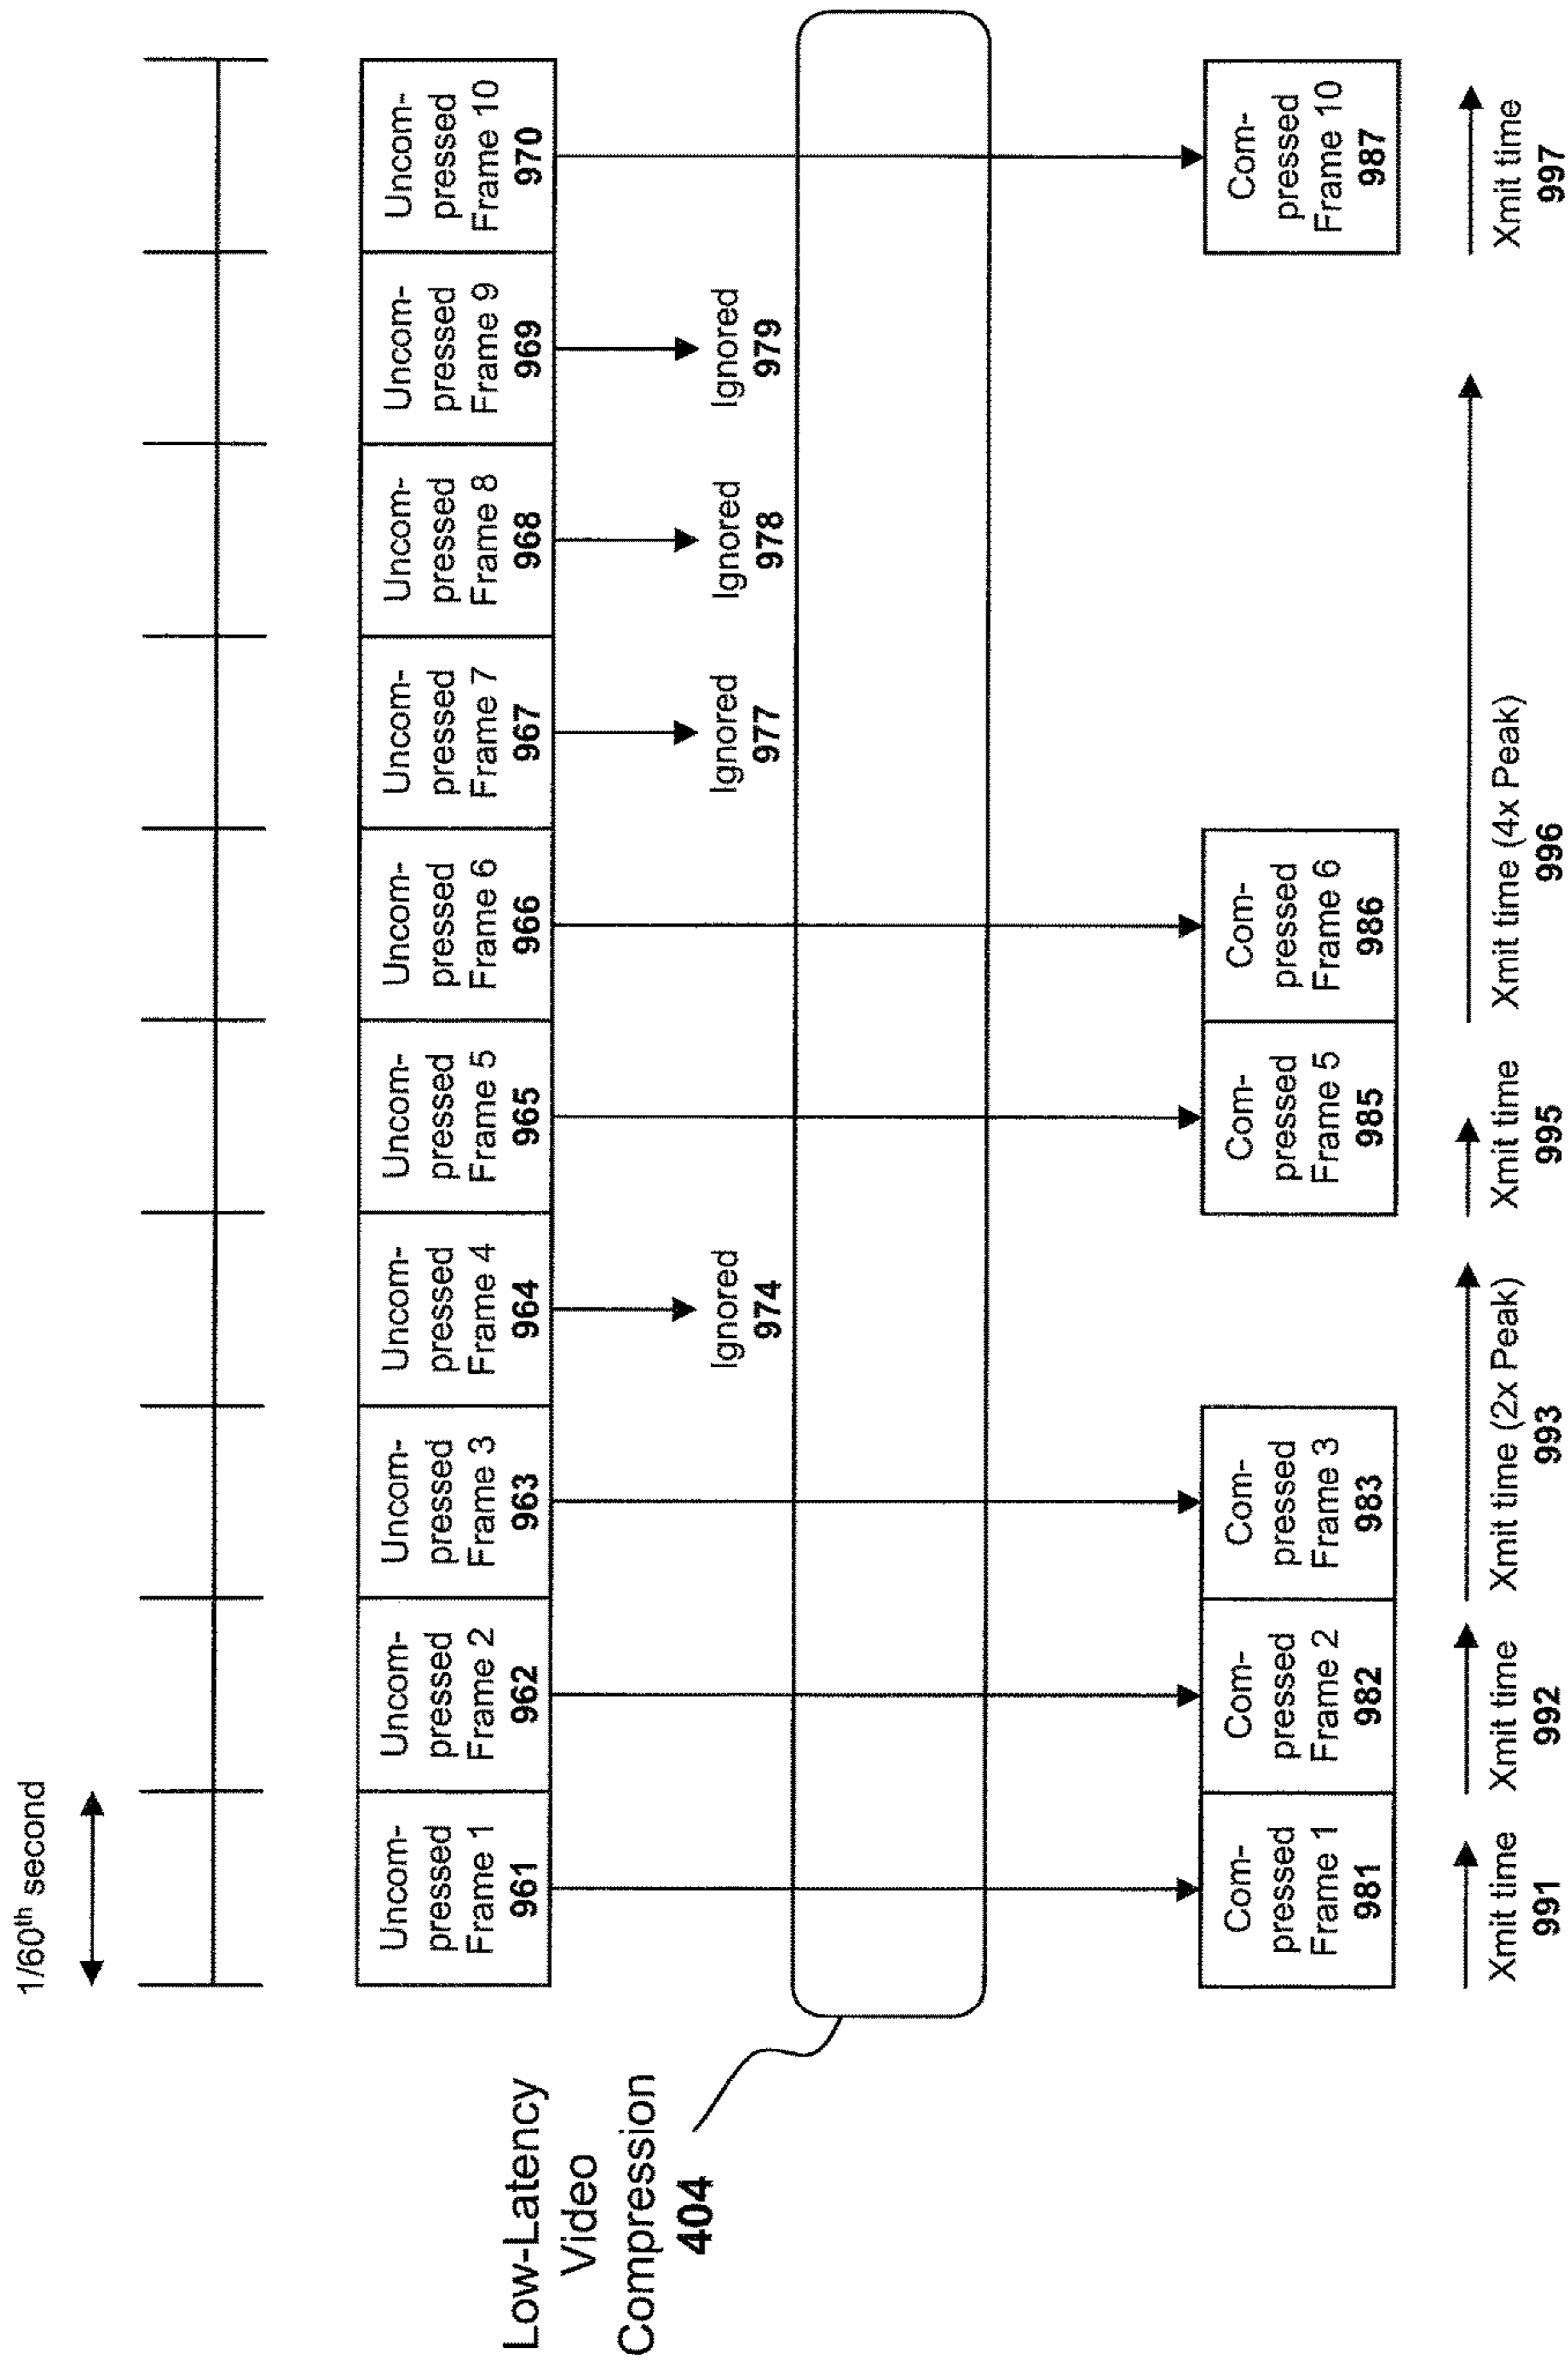 1/60th second
Uncom-
pressed
Frame 1
961
Uncom-
pressed
Frame 2
962
Uncom-
pressed
Frame 3
963
Uncom-
pressed
Frame 4
964
Uncom-
pressed
Frame 5
965
Uncom-
pressed
Frame 6
966
Uncom-
pressed
Frame 7
967
Uncom-
pressed
Frame 8
968
Uncom-
pressed
Frame 9
969
Uncom-
pressed
Frame 10
970
Ignored
974
Ignored
977
Ignored
978
Ignored
979
Low-Latency
Video
Compression
404
Com-
pressed
Frame 1
981
Com-
pressed
Frame 2
982
Com-
pressed
Frame 3
983
Com-
pressed
Frame 5
985
Com-
pressed
Frame 6
986
Com-
pressed
Frame 10
987
Xmit time
991
Xmit time
992
Xmit time (2x Peak)
993
Xmit time
995
Xmit time (4x Peak)
996
Xmit time
997